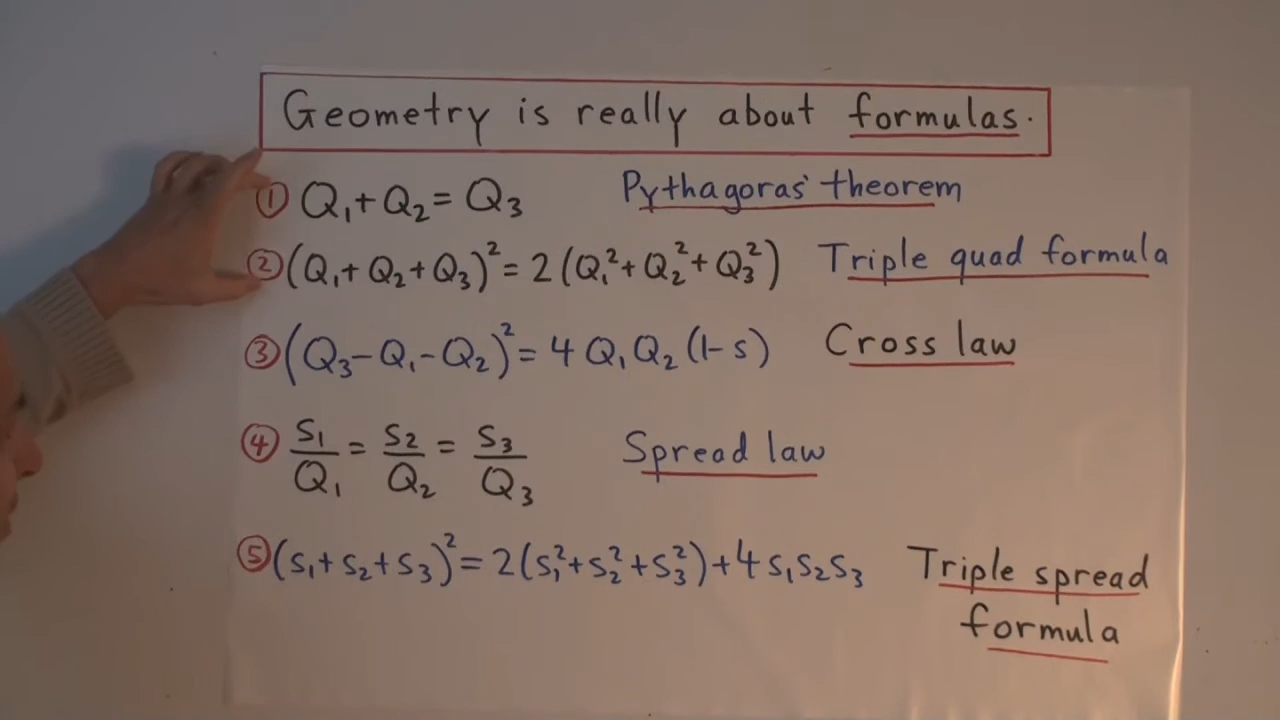 Geometry is really about formulas.
① Q₁+Q₂=Q₃ Pythagoras' theorem
② (Q₁+Q₂+Q₃)²=2(Q₁²+Q₂²+Q₃²) Triple quad formula
③ (Q₃-Q₁-Q₂)²=4Q₁Q₂(1-s) Cross law
④ s₁/Q₁=s₂/Q₂=s₃/Q₃ Spread law
⑤ (s₁+s₂+s₃)²=2(s₁²+s₂²+s₃²)+4s₁s₂s₃ Triple spread
formula